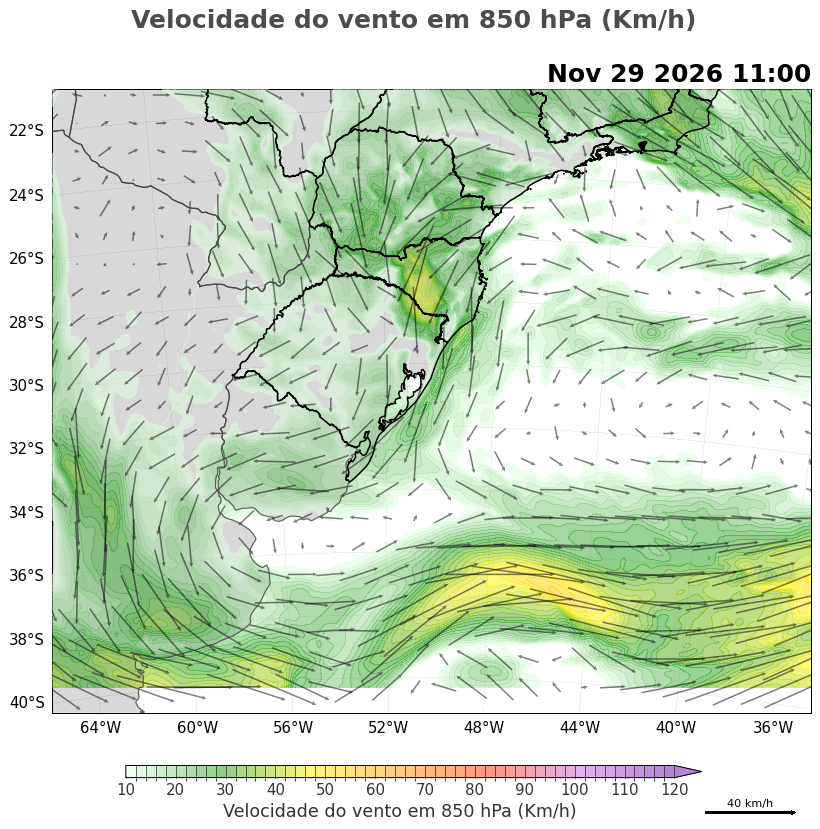 Velocidade do vento em 850 hPa (Km/h)
Nov 29 2026 11:00
22°S
24°S
26°S
28°S
30°S
32°S
34°S
36°S
38°S
40°S
64°W 60°W 56°W 52°W 48°W 44°W 40°W 36°W
10 20 30 40 50 60 70 80 90 100 110 120
Velocidade do vento em 850 hPa (Km/h)
40 km/h